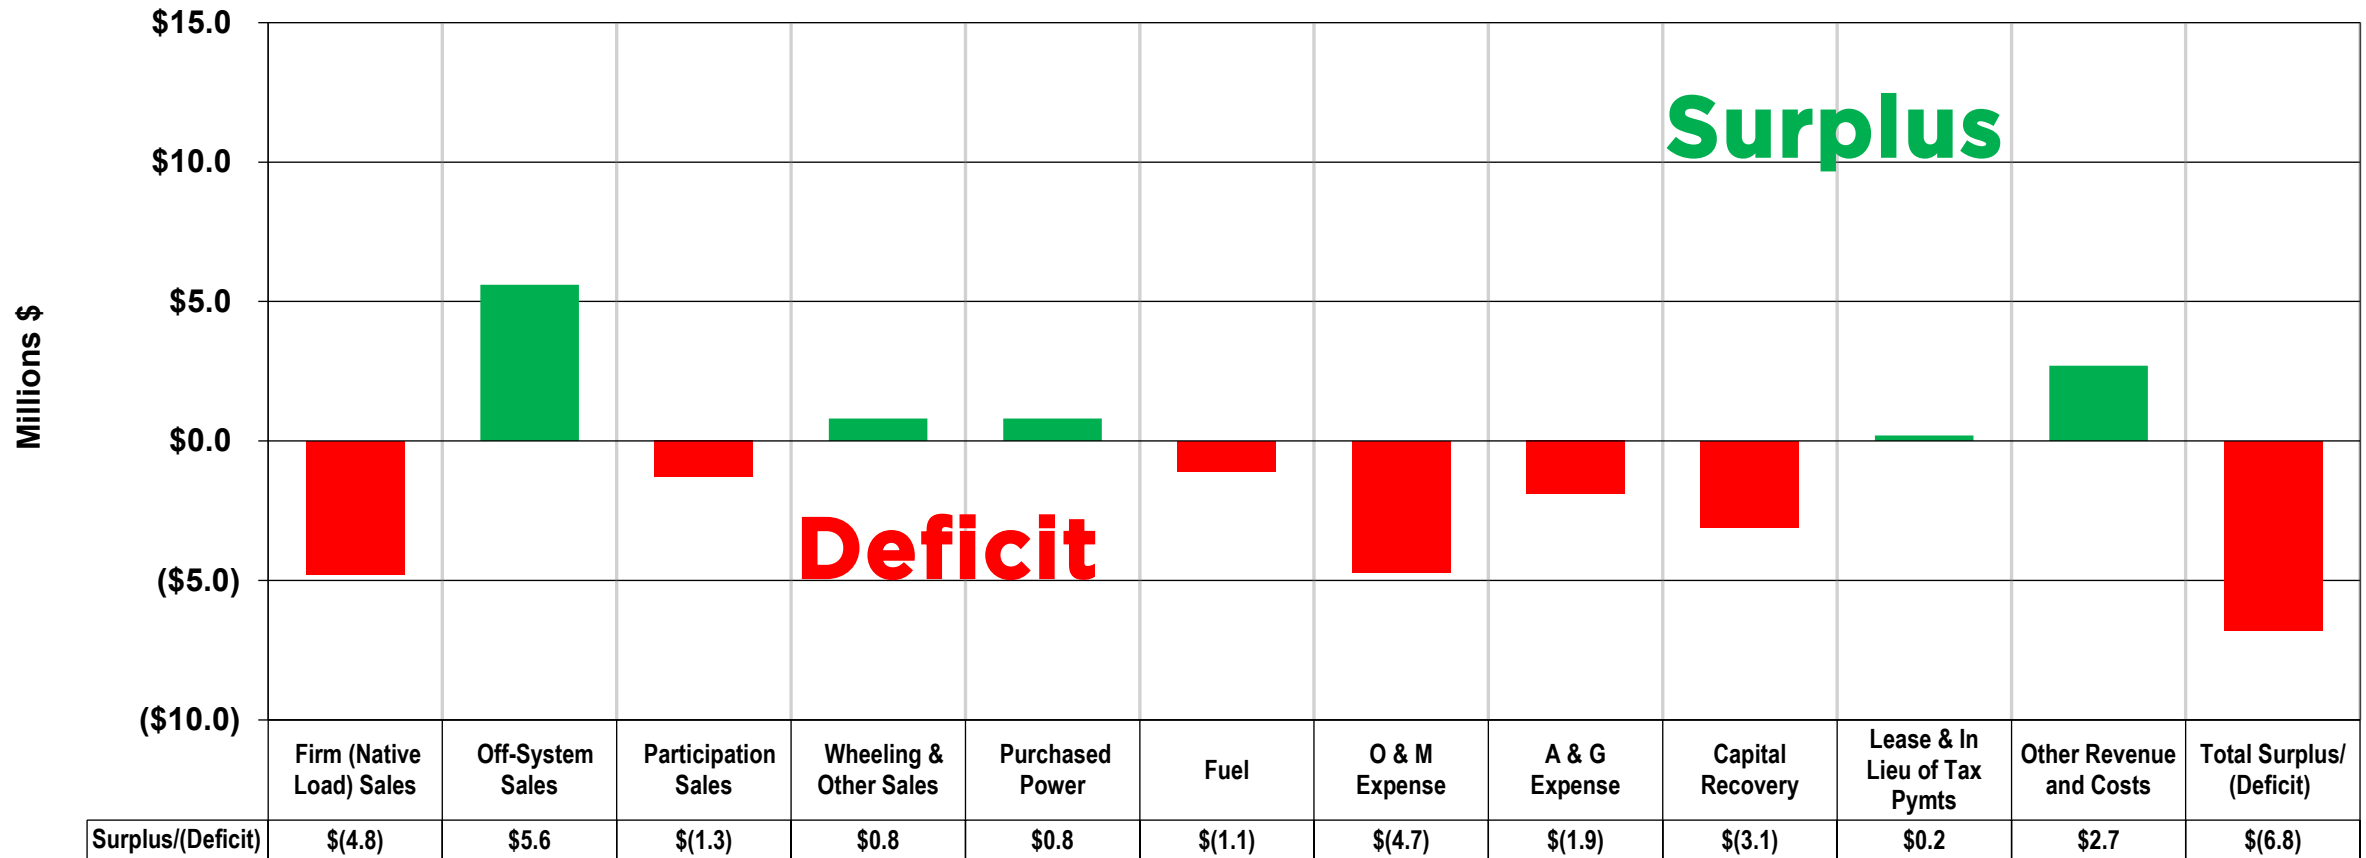 $15.0
$10.0
$5.0
$0.0
($5.0)
($10.0)
Millions $
Surplus
Deficit
Firm (Native
Load) Sales
Off-System
Sales
Participation
Sales
Wheeling &
Other Sales
Purchased
Power
Fuel
O & M
Expense
A & G
Expense
Capital
Recovery
Lease & In
Lieu of Tax
Pymts
Other Revenue
and Costs
Total Surplus/
(Deficit)
Surplus/(Deficit) $(4.8) $5.6 $(1.3) $0.8 $0.8 $(1.1) $(4.7) $(1.9) $(3.1) $0.2 $2.7 $(6.8)